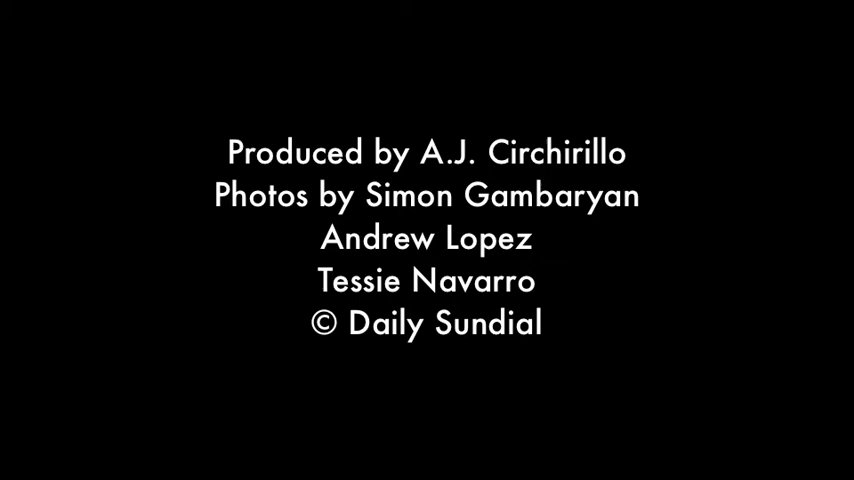 Produced by A.J. Circhirillo
Photos by Simon Gambaryan
Andrew Lopez
Tessie Navarro
© Daily Sundial